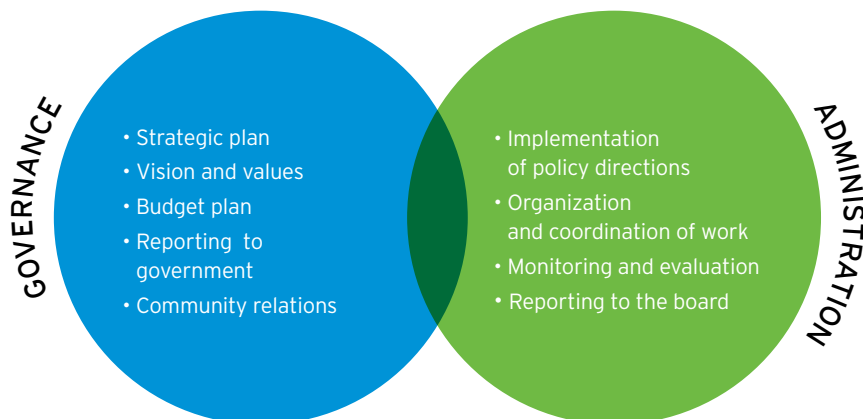 GOVERNANCE
• Strategic plan
• Vision and values
• Budget plan
• Reporting to
government
• Community relations
• Implementation
of policy directions
• Organization
and coordination of work
• Monitoring and evaluation
• Reporting to the board
ADMINISTRATION